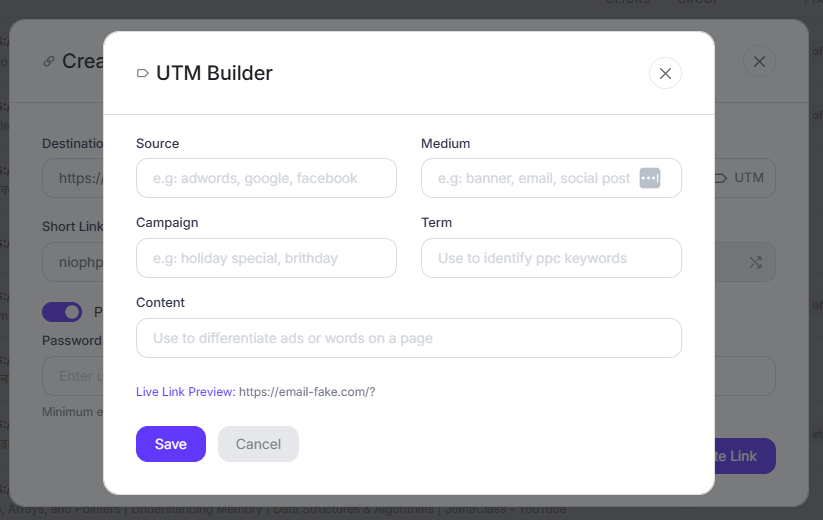 CLICKS GROUP
Crea
UTM Builder
Destinatio
https:/
UTM
Short Link
niophp
P
Password
Enter u
Minimum e
te Link
Source
Medium
e.g: adwords, google, facebook
e.g: banner, email, social post
Campaign
Term
e.g: holiday special, brithday
Use to identify ppc keywords
Content
Use to differentiate ads or words on a page
Live Link Preview: https://email-fake.com/?
Save
Cancel
, Arrays, and Pointers | Understanding Memory | Data Structures & Algorithms | JomaClass - YouTube